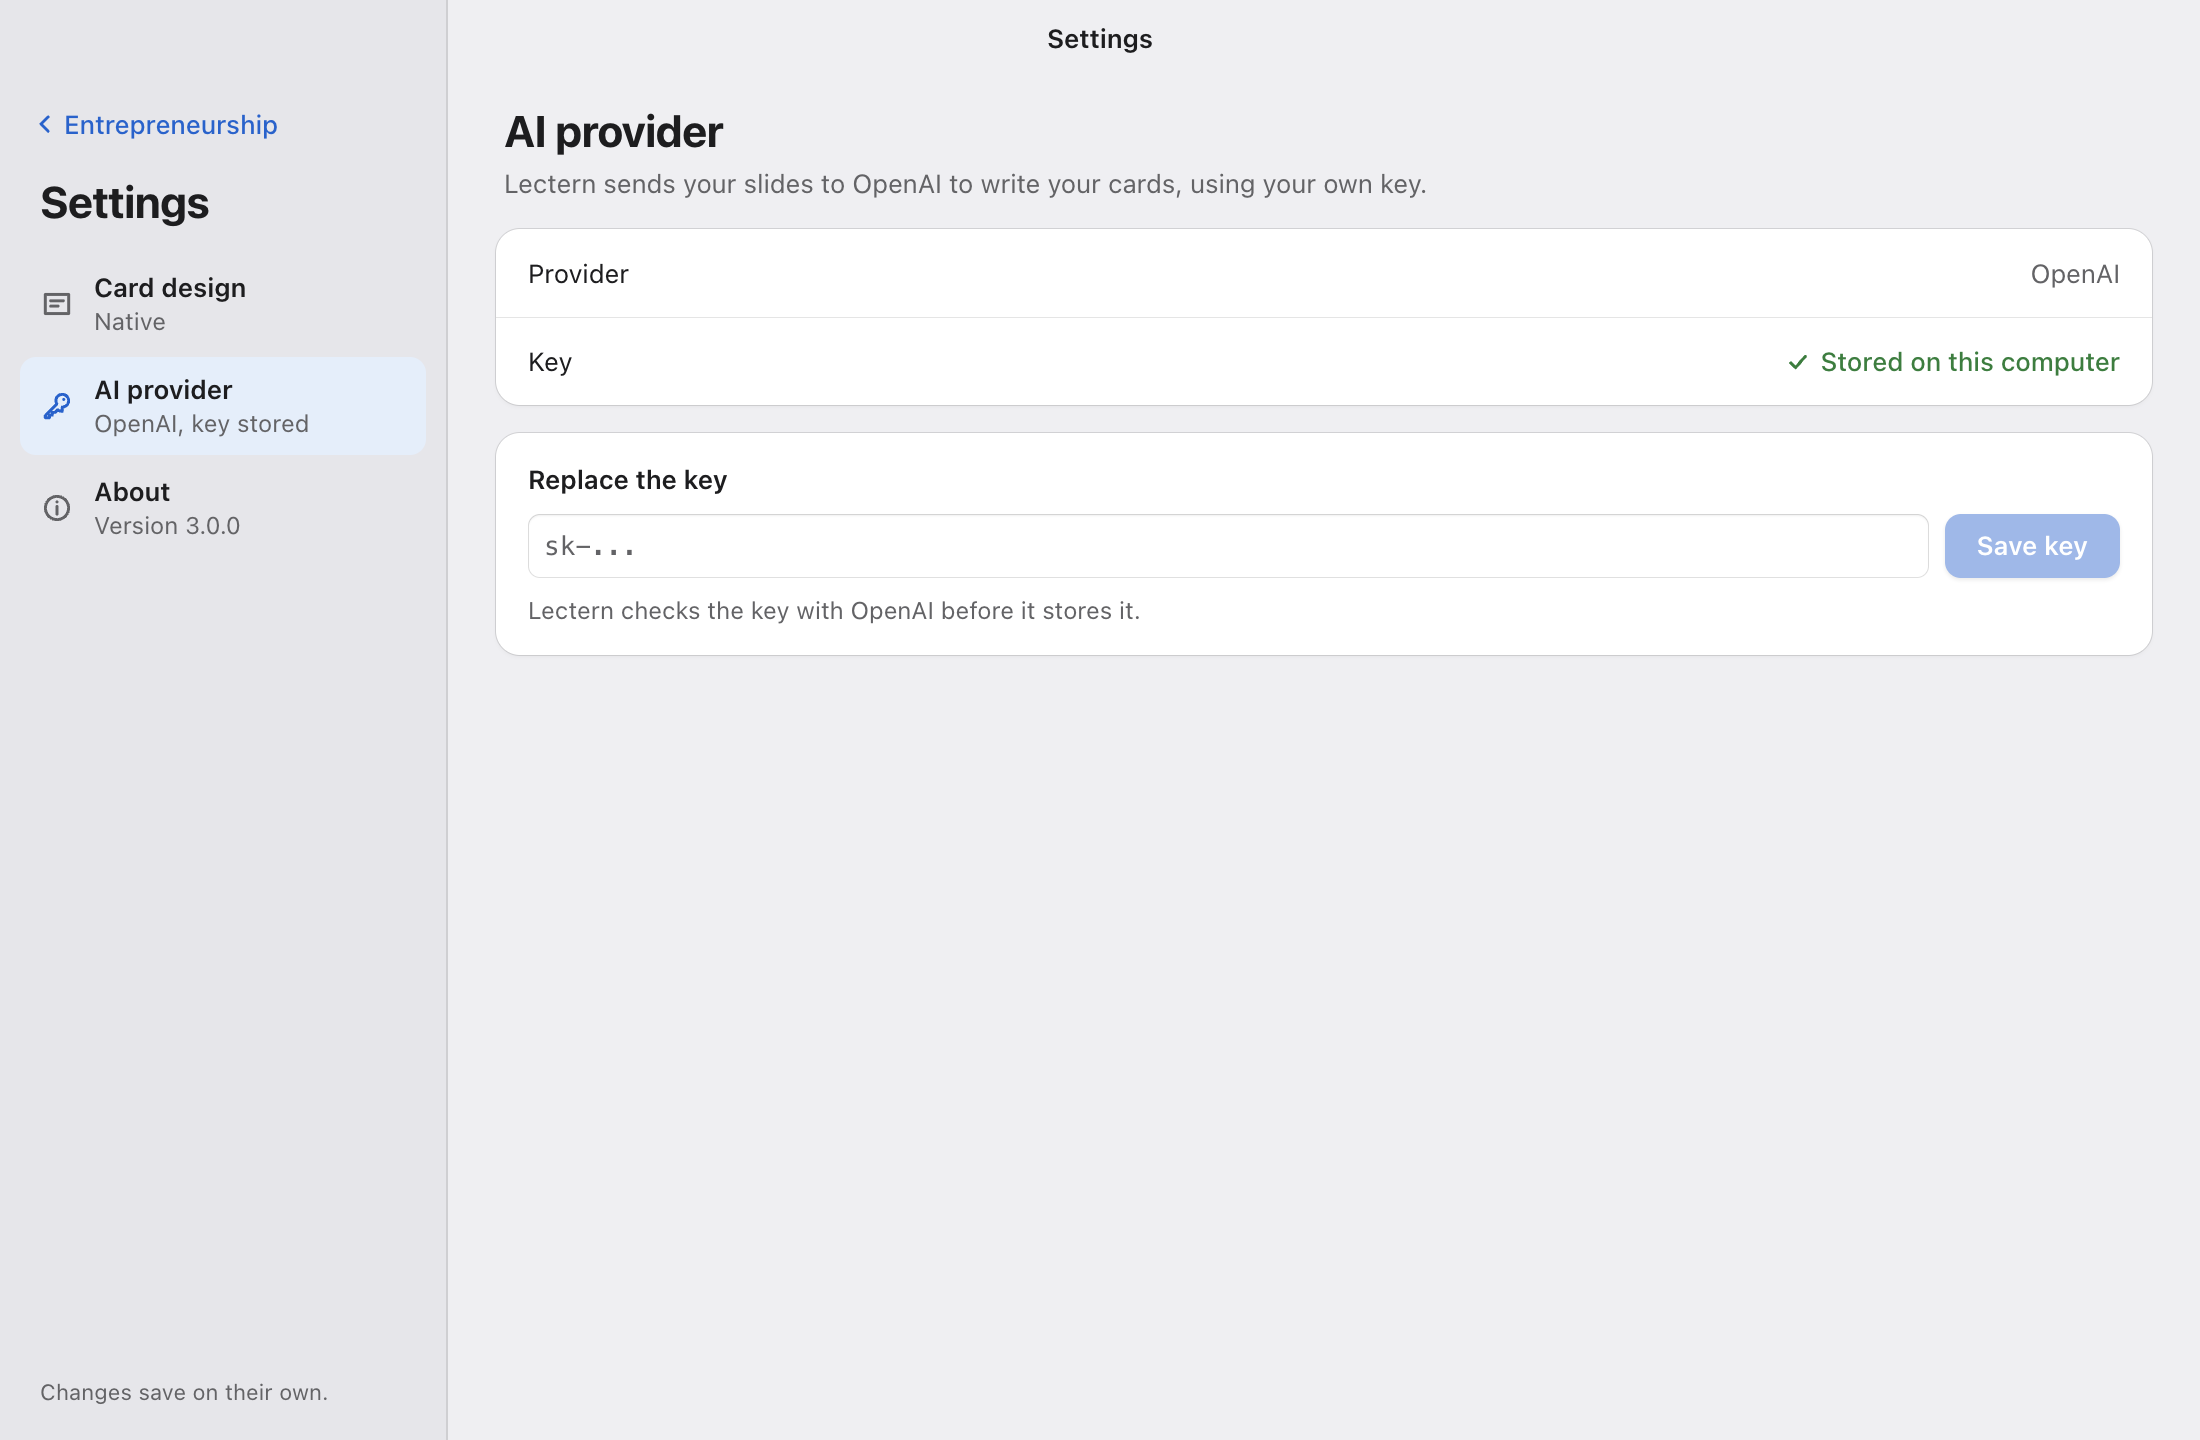 Settings
Entrepreneurship
Settings
Card design
Native
AI provider
OpenAI, key stored
About
Version 3.0.0
Changes save on their own.
AI provider
Lectern sends your slides to OpenAI to write your cards, using your own key.
Provider
OpenAI
Key
Stored on this computer
Replace the key
sk-...
Save key
Lectern checks the key with OpenAI before it stores it.